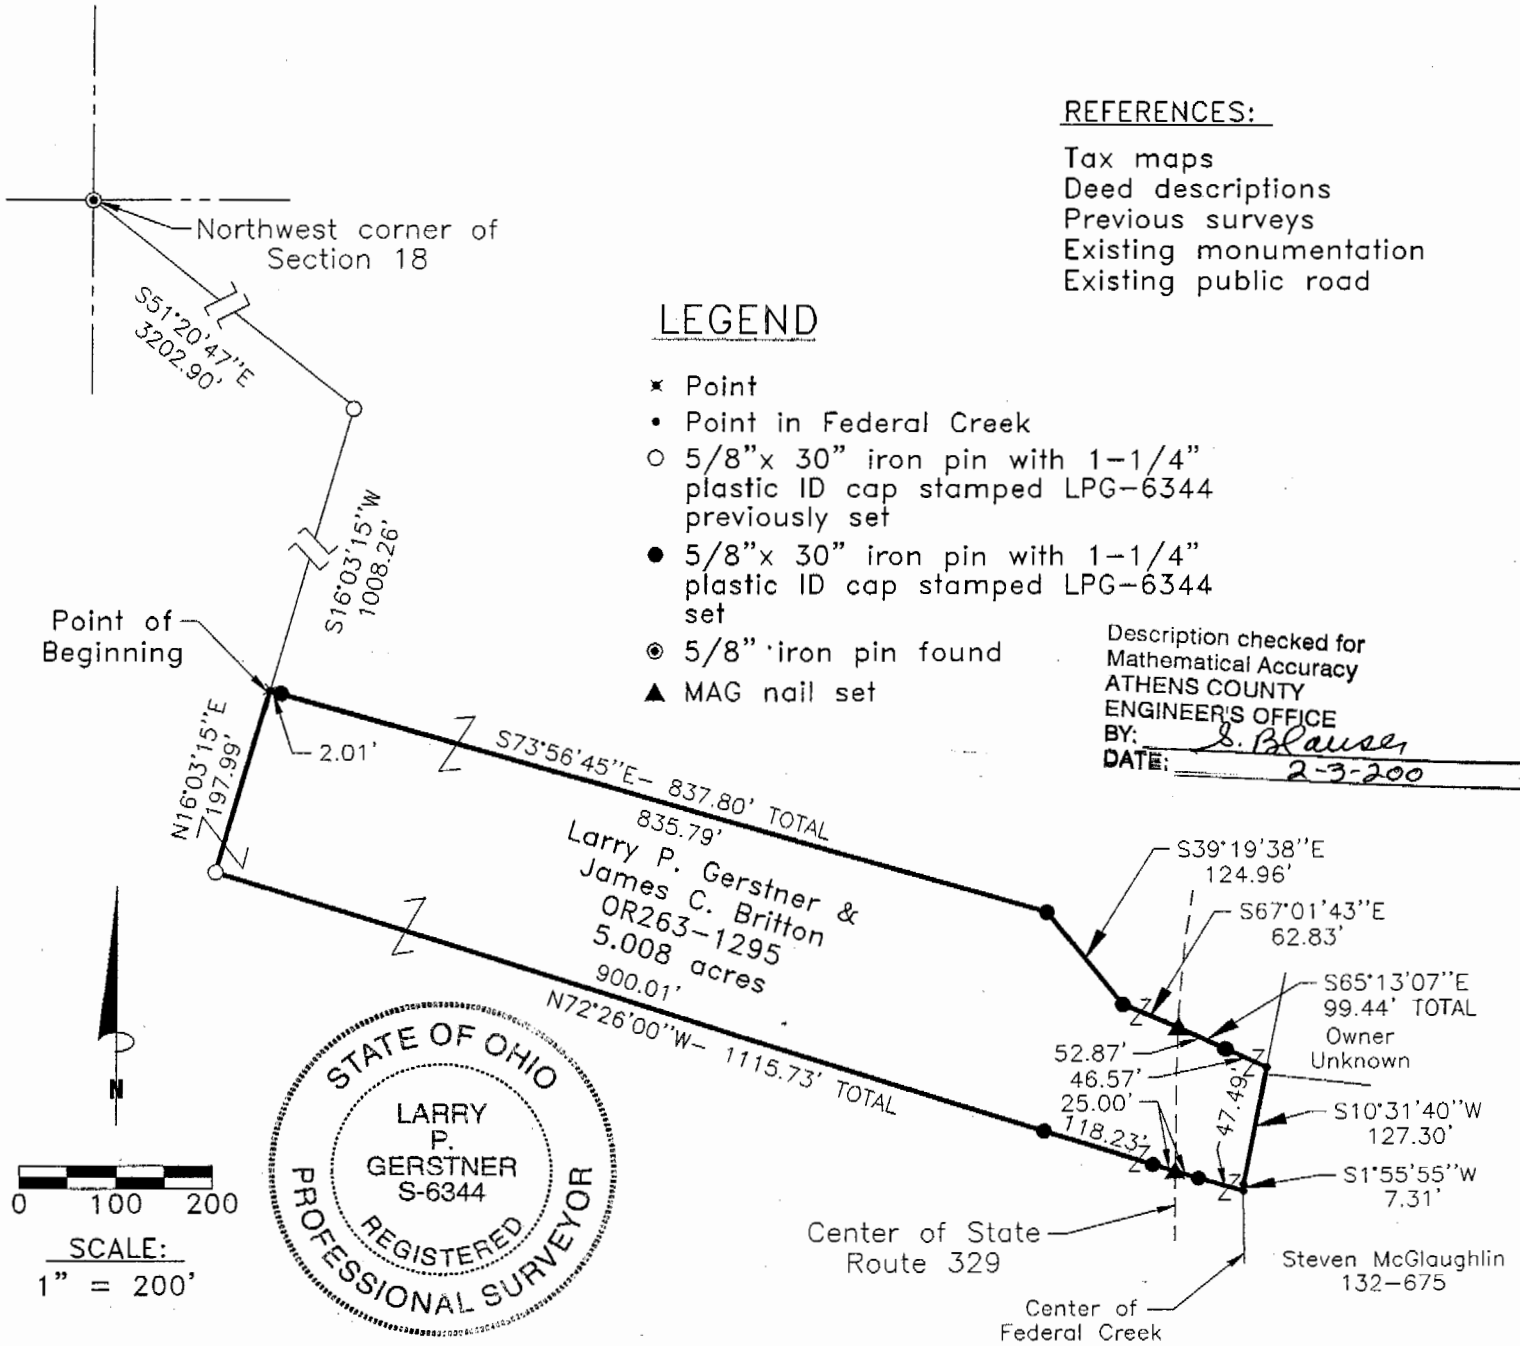 REFERENCES:
Tax maps
Deed descriptions
Previous surveys
Existing monumentation
Existing public road
Northwest corner of
Section 18
S51°20'47"E
3202.90'
LEGEND
Point
Point in Federal Creek
5/8"x 30" iron pin with 1-1/4"
plastic ID cap stamped LPG-6344
previously set
5/8"x 30" iron pin with 1-1/4"
plastic ID cap stamped LPG-6344
set
5/8" iron pin found
MAG nail set
S16°03'15"W
1008.26'
Point of
Beginning
Description checked for
Mathematical Accuracy
ATHENS COUNTY
ENGINEER'S OFFICE
BY: S. Blauser
DATE: 2-3-200
N16°03'15"E
197.99'
2.01'
S73°56'45"E- 837.80' TOTAL
835.79'
Larry P. Gerstner &
James C. Britton
OR263-1295
5.008 acres
900.01'
N72°26'00"W- 1115.73' TOTAL
S39°19'38"E
124.96'
S67°01'43"E
62.83'
S65°13'07"E
99.44' TOTAL
Owner
Unknown
52.87'
46.57'
25.00'
118.23'
47.49'
S10°31'40"W
127.30'
S1°55'55"W
7.31'
Center of State
Route 329
Steven McGlaughlin
132-675
Center of
Federal Creek
N
0 100 200
SCALE:
1" = 200'
STATE OF OHIO
LARRY
P.
GERSTNER
S-6344
REGISTERED
PROFESSIONAL SURVEYOR